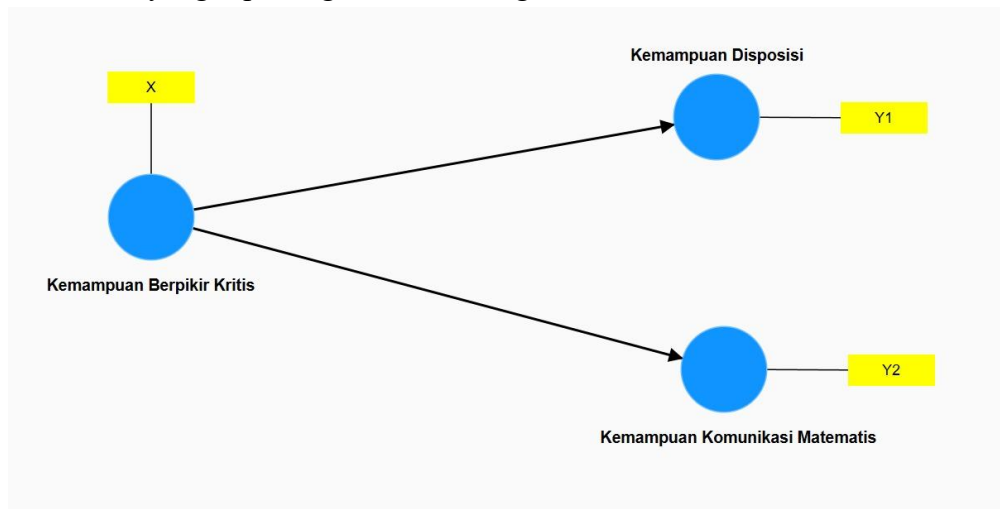 Kemampuan Disposisi
X
Y1
Kemampuan Berpikir Kritis
Y2
Kemampuan Komunikasi Matematis